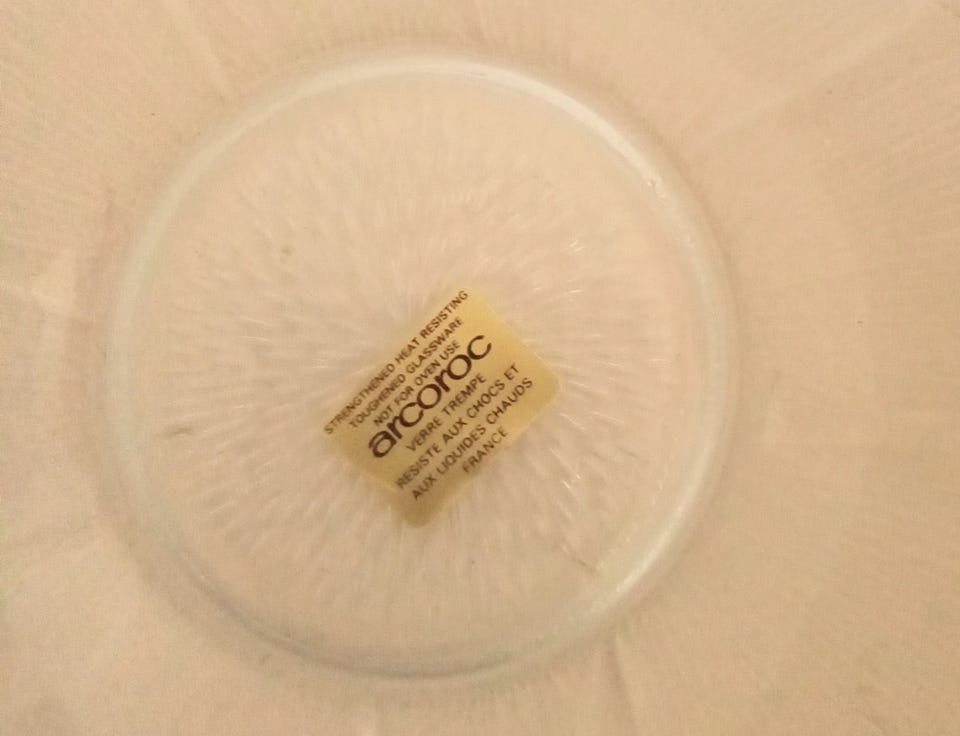 STRENGTHENED HEAT RESISTING
TOUGHENED GLASSWARE
NOT FOR OVEN USE
arcoroc
VERRE TREMPE
RESISTE AUX CHOCS ET
AUX LIQUIDES CHAUDS
FRANCE